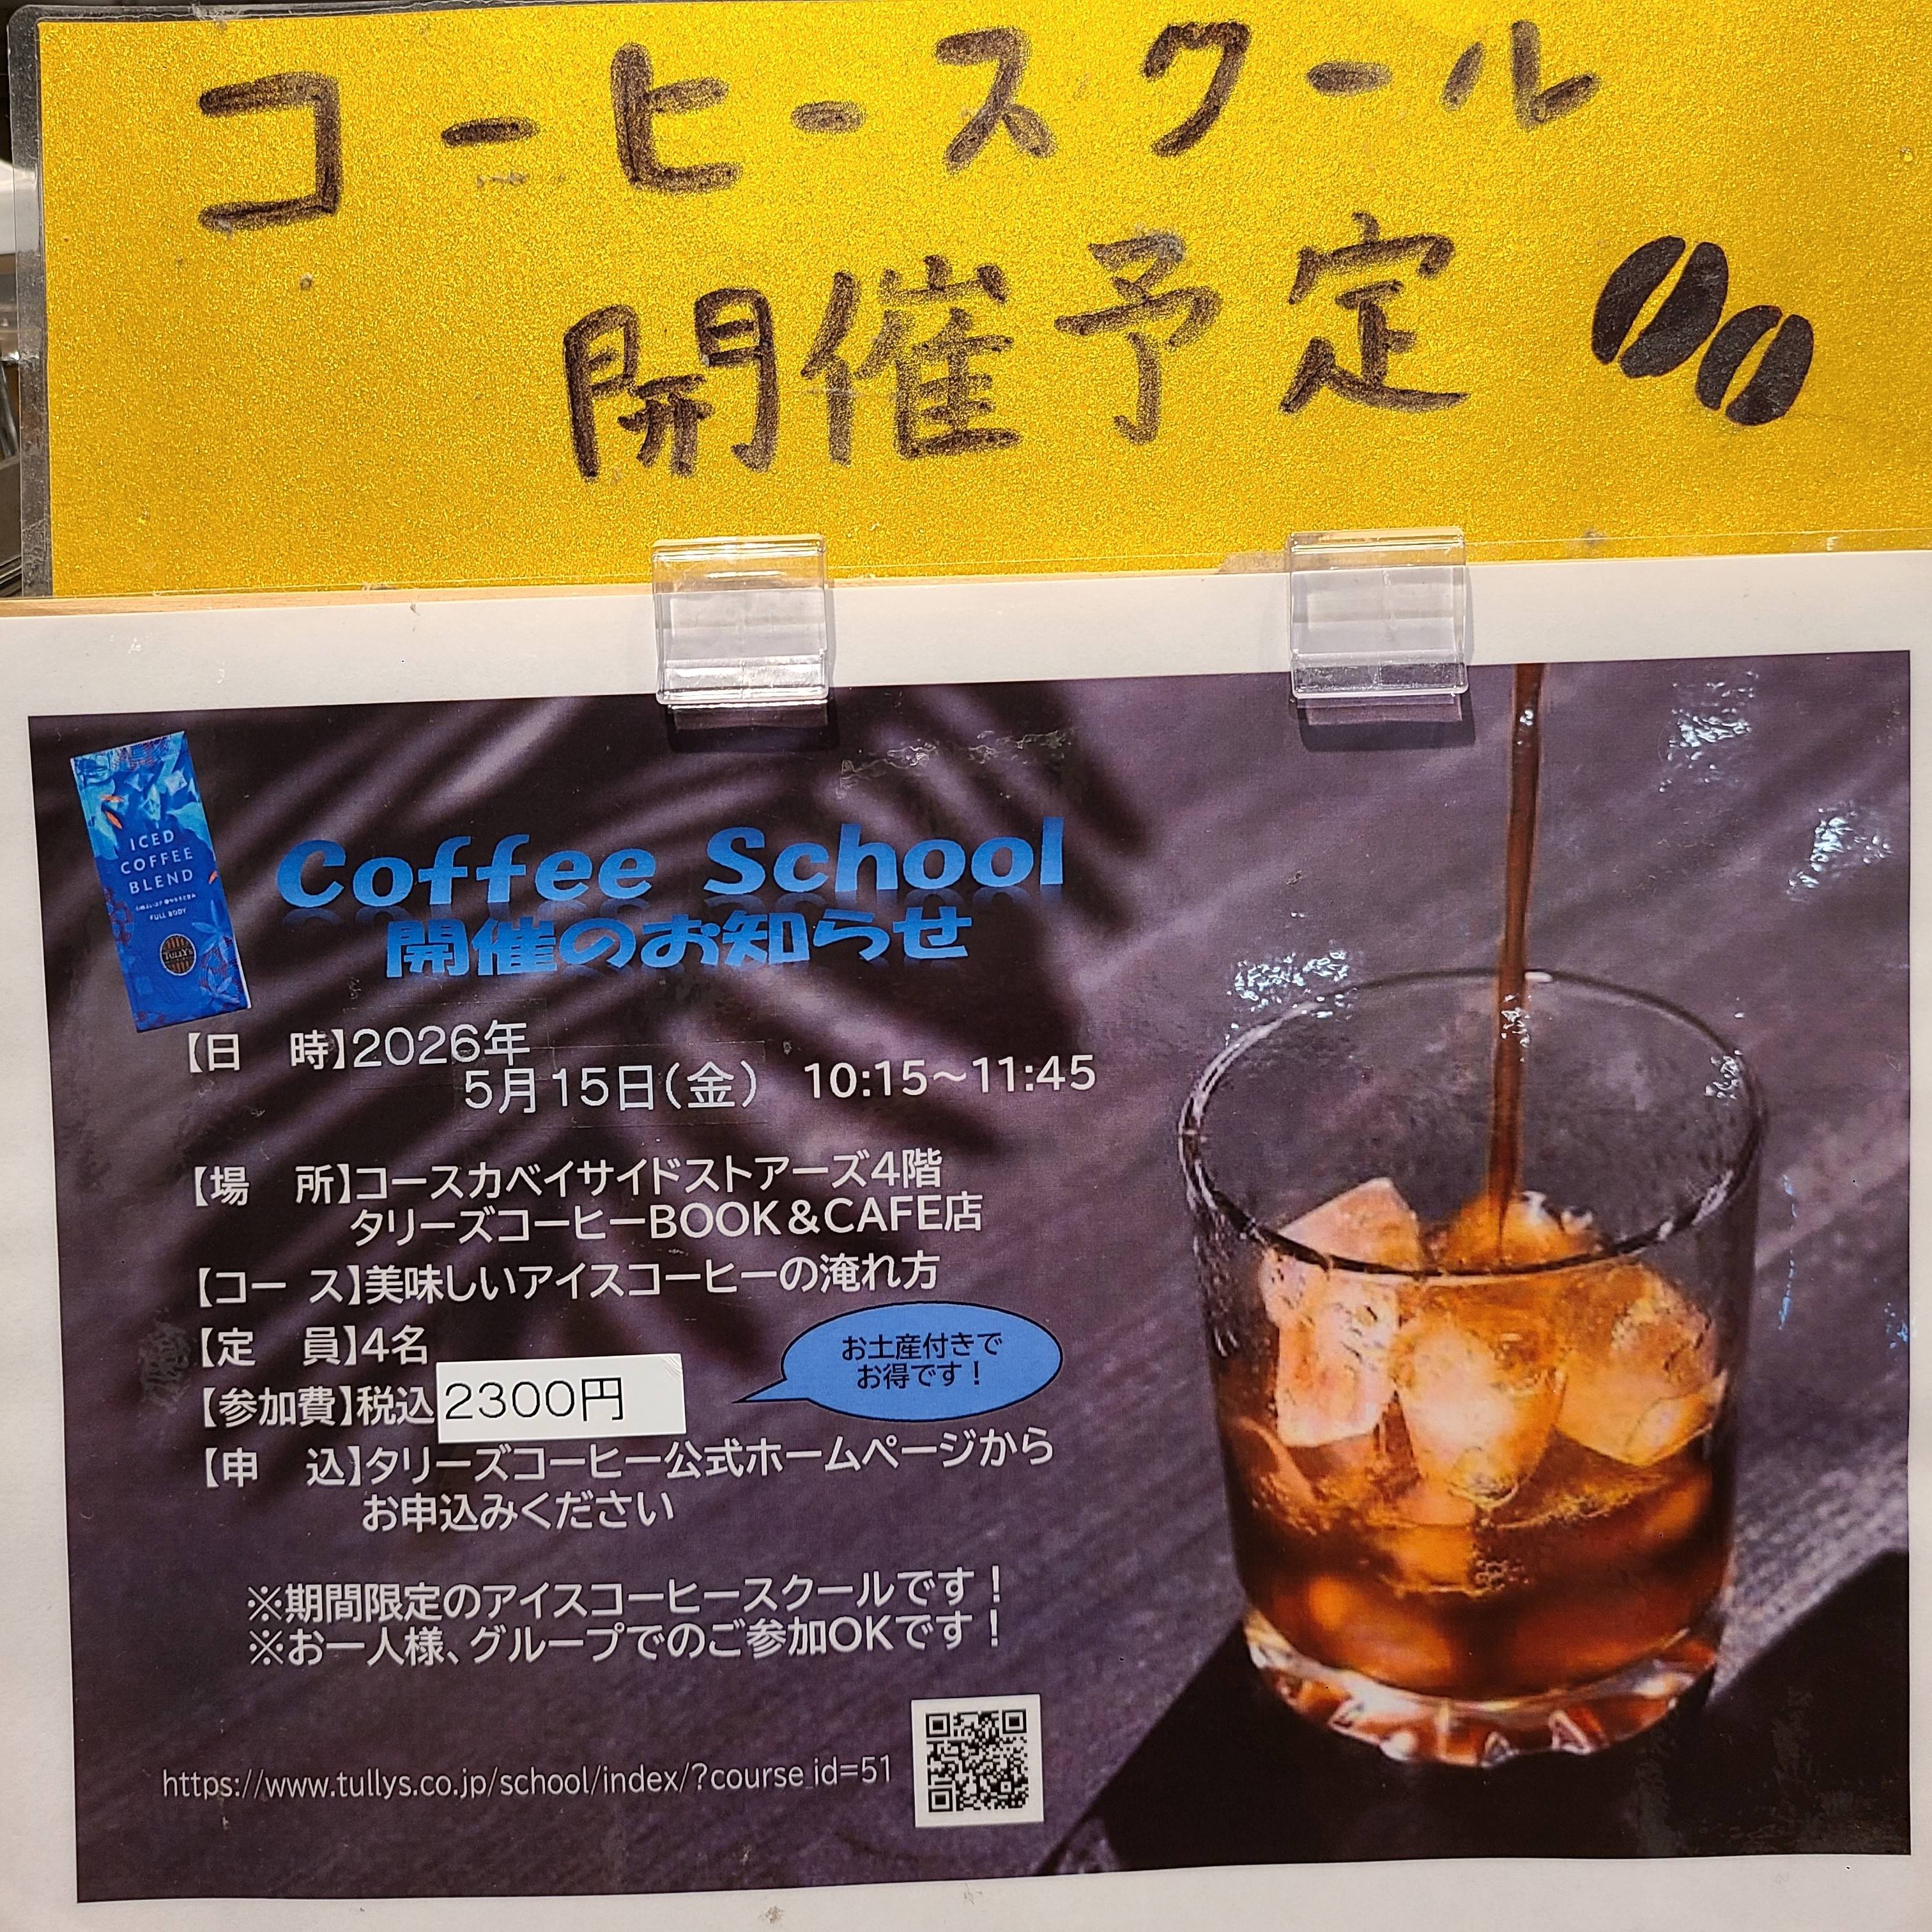 コーヒースクール
開催予定
ICED
COFFEE
BLEND
FULL BODY
TULLY'S
Coffee School
開催のお知らせ
【日　時】2026年
5月15日(金)　10:15~11:45
【場　所】コースカベイサイドストアーズ4階
タリーズコーヒーBOOK&CAFE店
【コース】美味しいアイスコーヒーの淹れ方
【定　員】4名
お土産付きで
お得です!
【参加費】税込2300円
【申　込】タリーズコーヒー公式ホームページから
お申込みください
※期間限定のアイスコーヒースクールです!
※お一人様、グループでのご参加OKです!
https://www.tullys.co.jp/school/index/?course_id=51